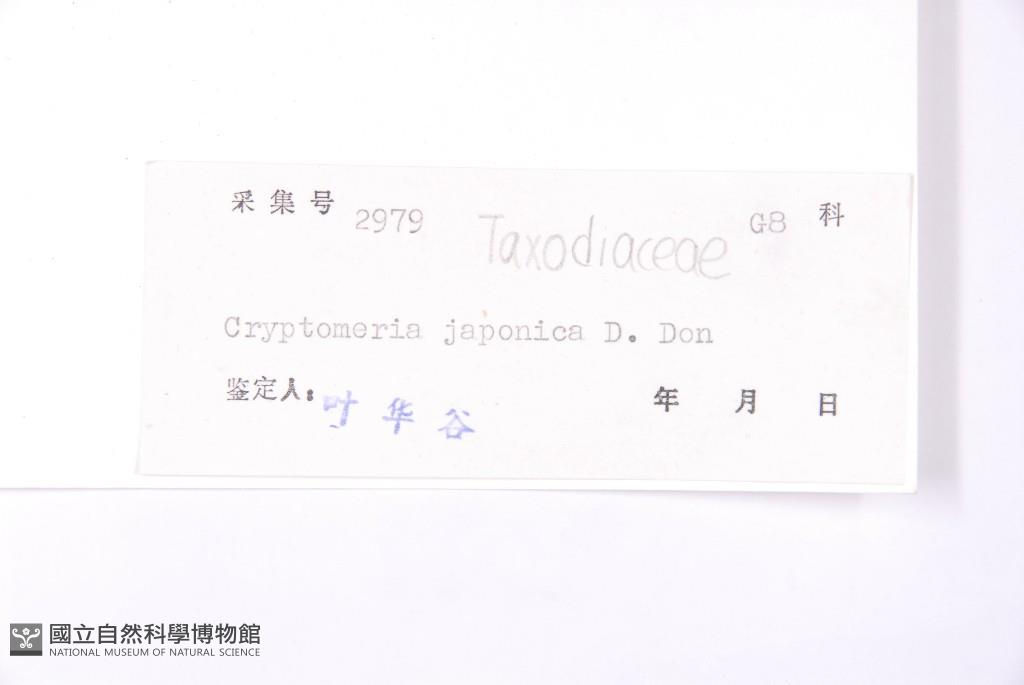 采集号 2979 Taxodiaceae G8 科
Cryptomeria japonica D. Don
鉴定人: 叶华谷 年 月 日
國立自然科學博物館
NATIONAL MUSEUM OF NATURAL SCIENCE